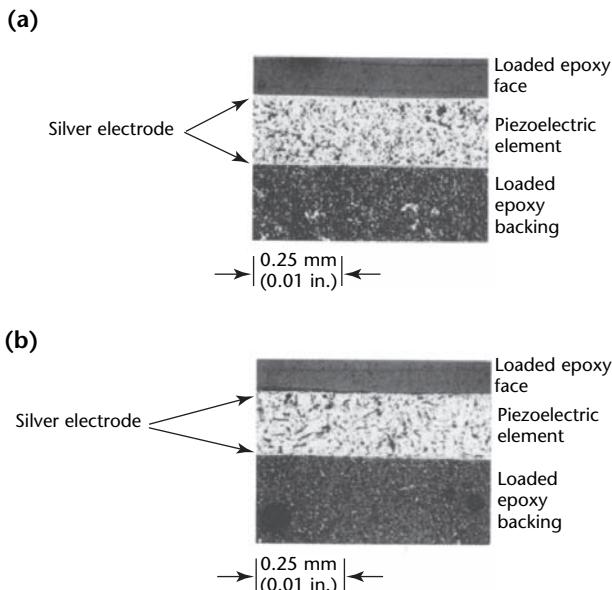 (a)
Loaded epoxy
face
Silver electrode
Piezoelectric
element
Loaded
epoxy
backing
0.25 mm
(0.01 in.)
(b)
Loaded epoxy
face
Silver electrode
Piezoelectric
element
Loaded
epoxy
backing
0.25 mm
(0.01 in.)